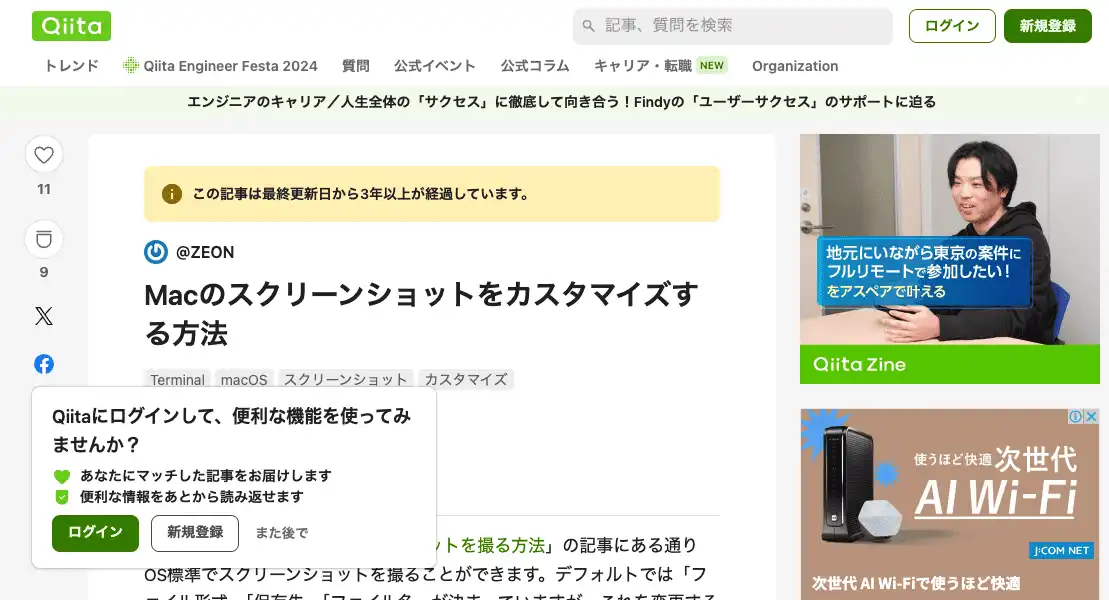 Qiita
記事、質問を検索
ログイン
新規登録
トレンド
Qiita Engineer Festa 2024
質問
公式イベント
公式コラム
キャリア・転職 NEW
Organization
エンジニアのキャリア／人生全体の「サクセス」に徹底して向き合う！Findyの「ユーザーサクセス」のサポートに迫る
11
9
この記事は最終更新日から3年以上が経過しています。
@ZEON
Macのスクリーンショットをカスタマイズす
る方法
Terminal
macOS
スクリーンショット
カスタマイズ
Qiitaにログインして、便利な機能を使ってみ
ませんか？
あなたにマッチした記事をお届けします
便利な情報をあとから読み返せます
ログイン
新規登録
また後で
ットを撮る方法」の記事にある通り
OS標準でスクリーンショットを撮ることができます。デフォルトでは「フ
地元にいながら東京の案件に
フルリモートで参加したい！
をアスペアで叶える
Qiita Zine
使うほど快適 次世代
AI Wi-Fi
J:COM NET
次世代 AI Wi-Fiで使うほど快適